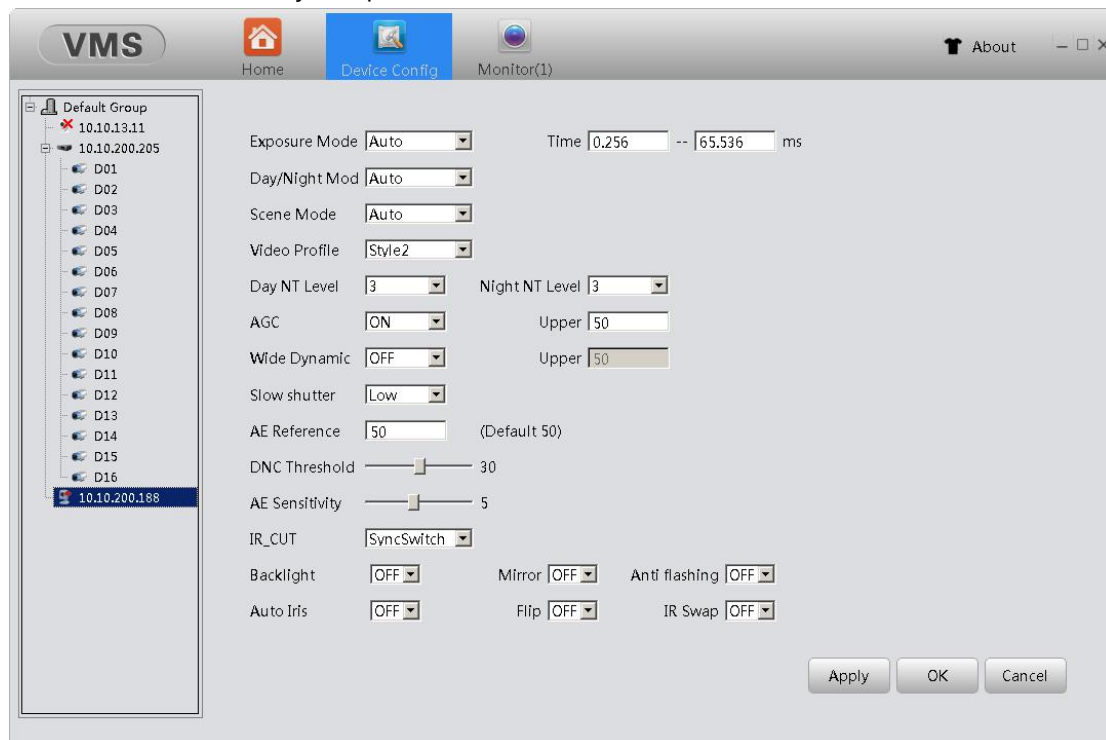 VMS
Home
Device Config
Monitor(1)
About
Default Group
10.10.13.11
10.10.200.205
D01
D02
D03
D04
D05
D06
D07
D08
D09
D10
D11
D12
D13
D14
D15
D16
10.10.200.188
Exposure Mode Auto Time 0.256 -- 65.536 ms
Day/Night Mod Auto
Scene Mode Auto
Video Profile Style2
Day NT Level 3 Night NT Level 3
AGC ON Upper 50
Wide Dynamic OFF Upper 50
Slow shutter Low
AE Reference 50 (Default 50)
DNC Threshold 30
AE Sensitivity 5
IR_CUT SyncSwitch
Backlight OFF Mirror OFF Anti flashing OFF
Auto Iris OFF Flip OFF IR Swap OFF
Apply OK Cancel